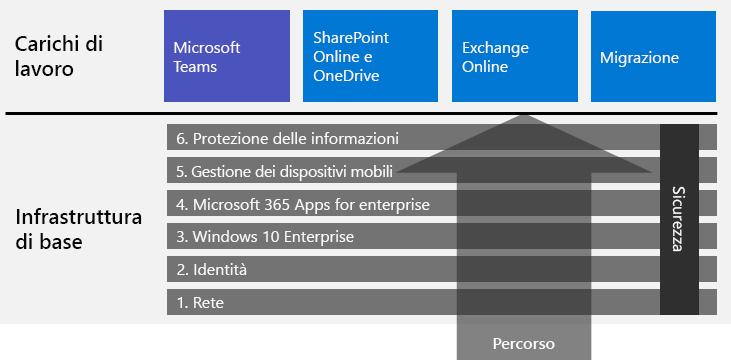 Carichi di
lavoro
Microsoft
Teams
SharePoint
Online e
OneDrive
Exchange
Online
Migrazione
Infrastruttura
di base
6. Protezione delle informazioni
5. Gestione dei dispositivi mobili
4. Microsoft 365 Apps for enterprise
3. Windows 10 Enterprise
2. Identità
1. Rete
Sicurezza
Percorso